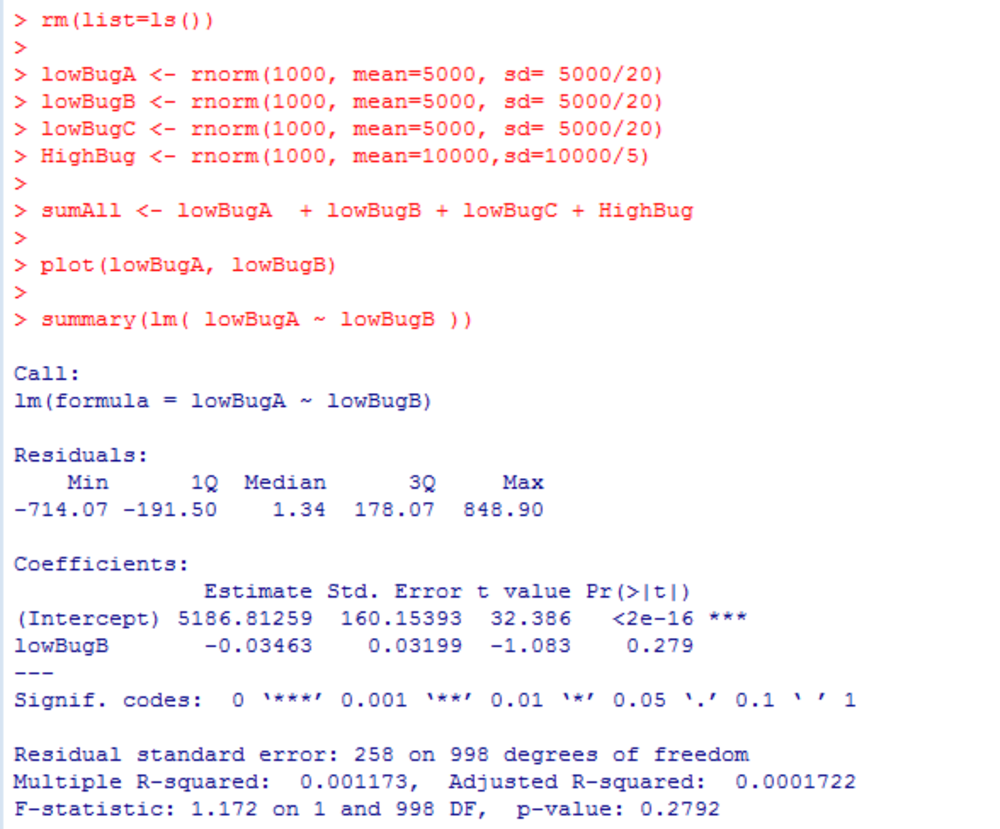 > rm(list=ls())
>
> lowBugA <- rnorm(1000, mean=5000, sd= 5000/20)
> lowBugB <- rnorm(1000, mean=5000, sd= 5000/20)
> lowBugC <- rnorm(1000, mean=5000, sd= 5000/20)
> HighBug <- rnorm(1000, mean=10000,sd=10000/5)
>
> sumAll <- lowBugA  + lowBugB + lowBugC + HighBug
>
> plot(lowBugA, lowBugB)
>
> summary(lm( lowBugA ~ lowBugB ))

Call:
lm(formula = lowBugA ~ lowBugB)

Residuals:
    Min      1Q  Median      3Q     Max
-714.07 -191.50    1.34  178.07  848.90

Coefficients:
              Estimate Std. Error t value Pr(>|t|)
(Intercept) 5186.81259  160.15393  32.386   <2e-16 ***
lowBugB       -0.03463    0.03199  -1.083    0.279
---
Signif. codes:  0 ‘***’ 0.001 ‘**’ 0.01 ‘*’ 0.05 ‘.’ 0.1 ‘ ’ 1

Residual standard error: 258 on 998 degrees of freedom
Multiple R-squared:  0.001173,  Adjusted R-squared:  0.0001722
F-statistic: 1.172 on 1 and 998 DF,  p-value: 0.2792